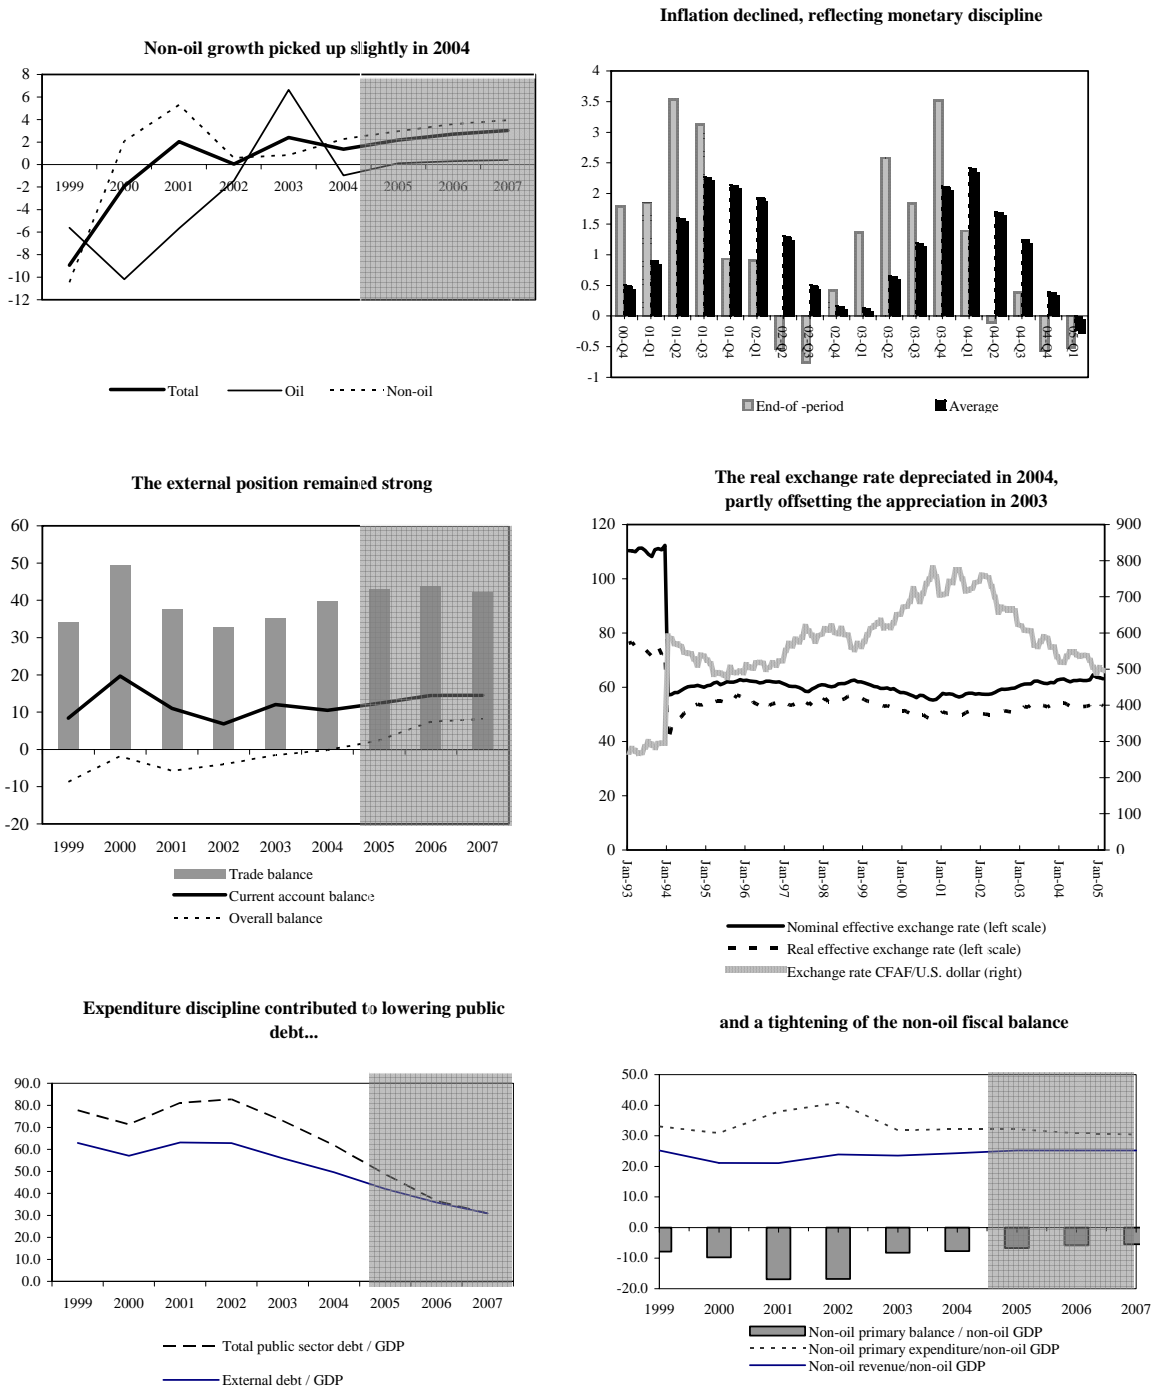 Non-oil growth picked up slightly in 2004
8
6
4
2
0
-2
-4
-6
-8
-10
-12
1999 2000 2001 2002 2003 2004 2005 2006 2007
Total Oil Non-oil
Inflation declined, reflecting monetary discipline
4
3.5
3
2.5
2
1.5
1
0.5
0
-0.5
-1
00-Q4 01-Q1 01-Q2 01-Q3 01-Q4 02-Q1 02-Q2 02-Q3 02-Q4 03-Q1 03-Q2 03-Q3 03-Q4 04-Q1 04-Q2 04-Q3 04-Q4 05-Q1
End-of -period Average
The external position remained strong
60
50
40
30
20
10
0
-10
-20
1999 2000 2001 2002 2003 2004 2005 2006 2007
Trade balance
Current account balance
Overall balance
The real exchange rate depreciated in 2004,
partly offsetting the appreciation in 2003
120
100
80
60
40
20
0
900
800
700
600
500
400
300
200
100
0
Jan-93 Jan-94 Jan-95 Jan-96 Jan-97 Jan-98 Jan-99 Jan-00 Jan-01 Jan-02 Jan-03 Jan-04 Jan-05
Nominal effective exchange rate (left scale)
Real effective exchange rate (left scale)
Exchange rate CFAF/U.S. dollar (right)
Expenditure discipline contributed to lowering public
debt...
90.0
80.0
70.0
60.0
50.0
40.0
30.0
20.0
10.0
0.0
1999 2000 2001 2002 2003 2004 2005 2006 2007
Total public sector debt / GDP
External debt / GDP
and a tightening of the non-oil fiscal balance
50.0
40.0
30.0
20.0
10.0
0.0
-10.0
-20.0
1999 2000 2001 2002 2003 2004 2005 2006 2007
Non-oil primary balance / non-oil GDP
Non-oil primary expenditure/non-oil GDP
Non-oil revenue/non-oil GDP